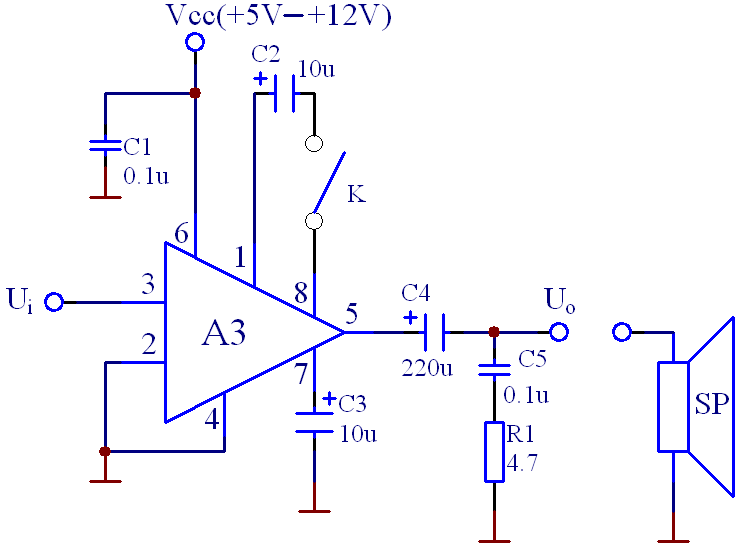 Vcc(+5V—+12V)
C2
+
10u
C1
0.1u
K
6
1
8
Ui
3
A3
5
C4
+
220u
Uo
2
7
4
+
C3
10u
C5
0.1u
R1
4.7
SP